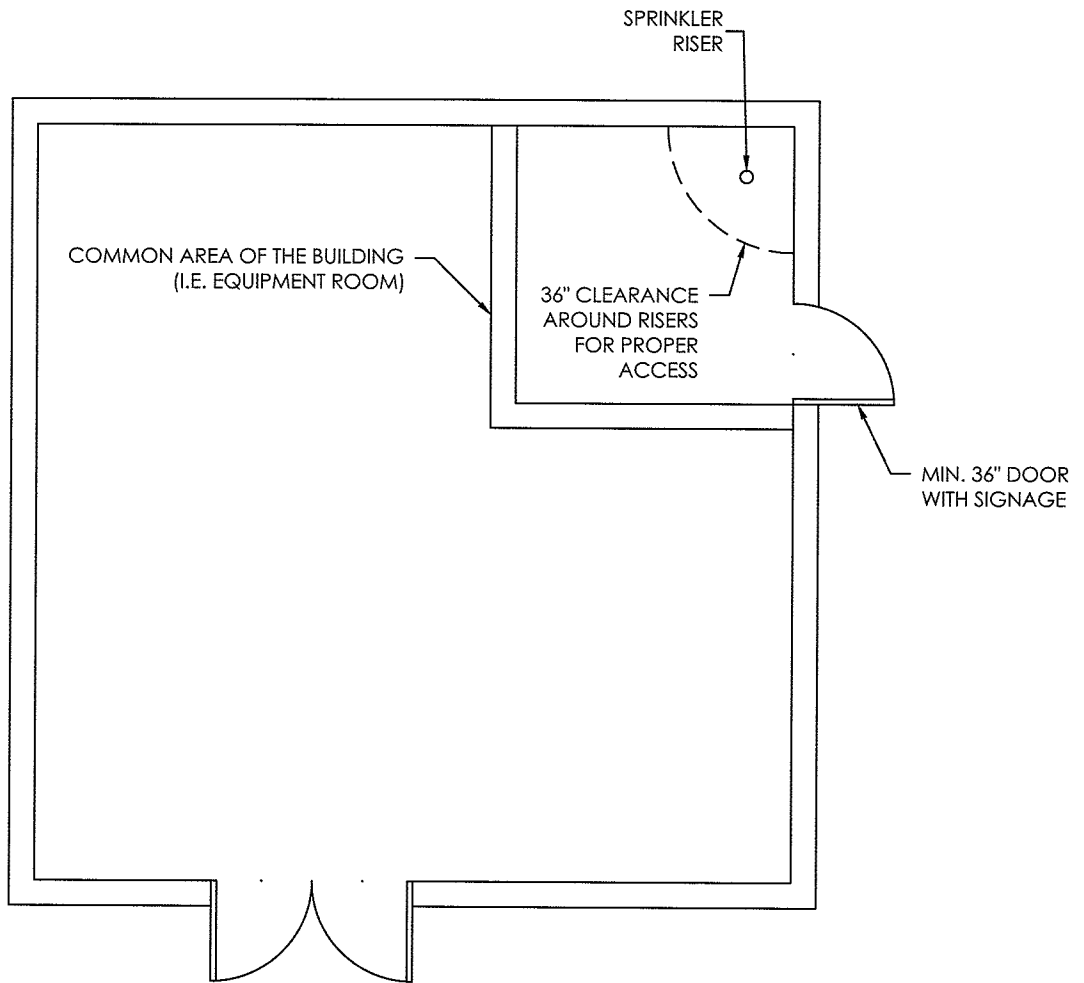 SPRINKLER
RISER
COMMON AREA OF THE BUILDING
(I.E. EQUIPMENT ROOM)
36" CLEARANCE
AROUND RISERS
FOR PROPER
ACCESS
MIN. 36" DOOR
WITH SIGNAGE